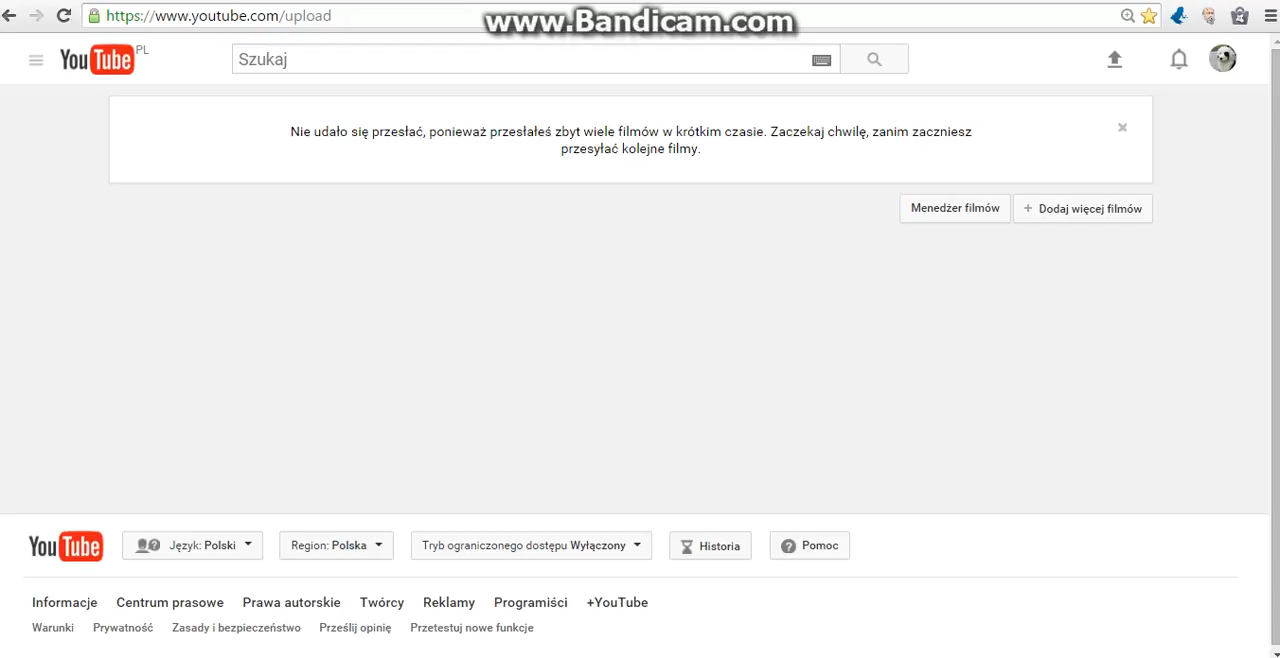 https://www.youtube.com/upload
www.Bandicam.com
YouTube PL
Szukaj
Nie udało się przesłać, ponieważ przesłałeś zbyt wiele filmów w krótkim czasie. Zaczekaj chwilę, zanim zaczniesz
przesyłać kolejne filmy.
Menedżer filmów
+ Dodaj więcej filmów
YouTube
Język: Polski
Region: Polska
Tryb ograniczonego dostępu Wyłączony
Historia
Pomoc
Informacje Centrum prasowe Prawa autorskie Twórcy Reklamy Programiści +YouTube
Warunki Prywatność Zasady i bezpieczeństwo Prześlij opinię Przetestuj nowe funkcje